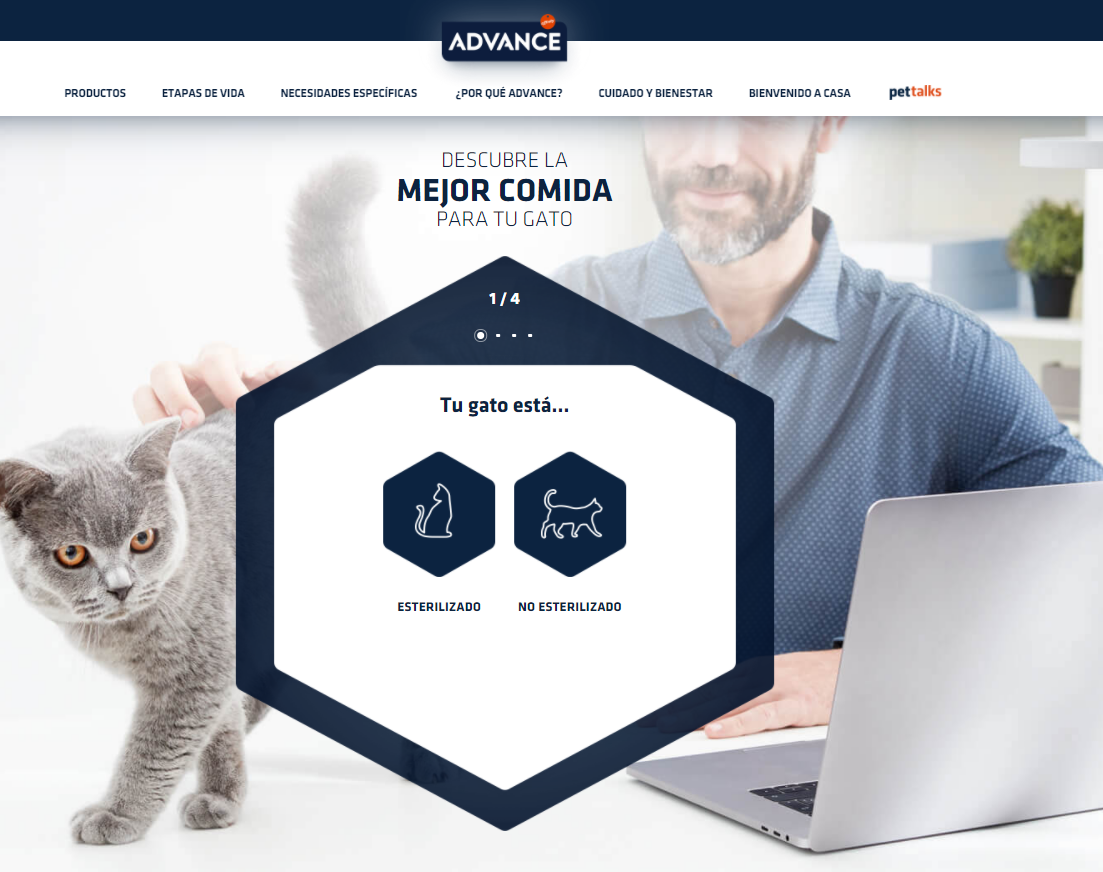 ADVANCE
PRODUCTOS
ETAPAS DE VIDA
NECESIDADES ESPECÍFICAS
¿POR QUÉ ADVANCE?
CUIDADO Y BIENESTAR
BIENVENIDO A CASA
pettalks
DESCUBRE LA
MEJOR COMIDA
PARA TU GATO
1 / 4
Tu gato está...
ESTERILIZADO
NO ESTERILIZADO